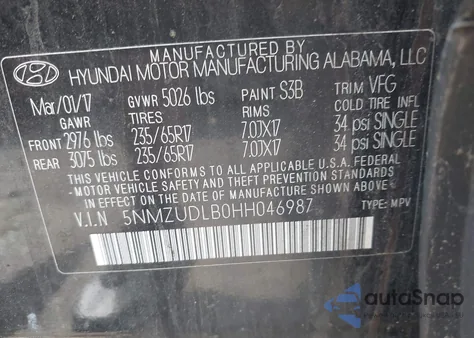 MANUFACTURED BY
HYUNDAI MOTOR MANUFACTURING ALABAMA, LLC
Mar/01/17 GVWR 5026 lbs PAINT S3B TRIM VFG
GAWR TIRES RIMS COLD TIRE INFL
FRONT 2976 lbs 235/65R17 7.0JX17 34 psi SINGLE
REAR 3075 lbs 235/65R17 7.0JX17 34 psi SINGLE
THIS VEHICLE CONFORMS TO ALL APPLICABLE U.S.A. FEDERAL
-MOTOR VEHICLE SAFETY AND THEFT PREVENTION STANDARDS IN
EFFECT ON THE DATE OF MANUFACTURE SHOWN ABOVE.
V.I.N 5NMZUDLB0HH046987 TYPE: MPV
autoSnap
www.autosnap.cc